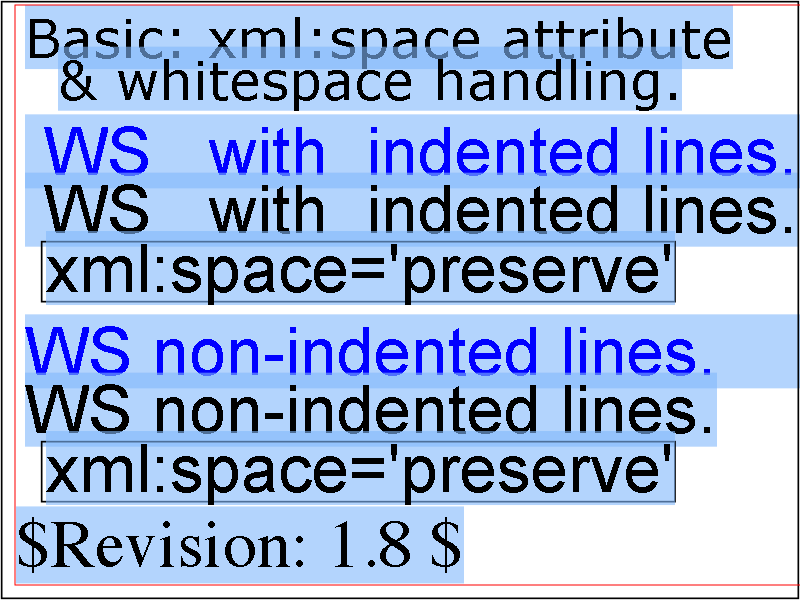 Basic: xml:space attribute
& whitespace handling.
WS   with  indented lines.
WS   with  indented lines.
xml:space='preserve'
WS non-indented lines.
WS non-indented lines.
xml:space='preserve'
$Revision: 1.8 $